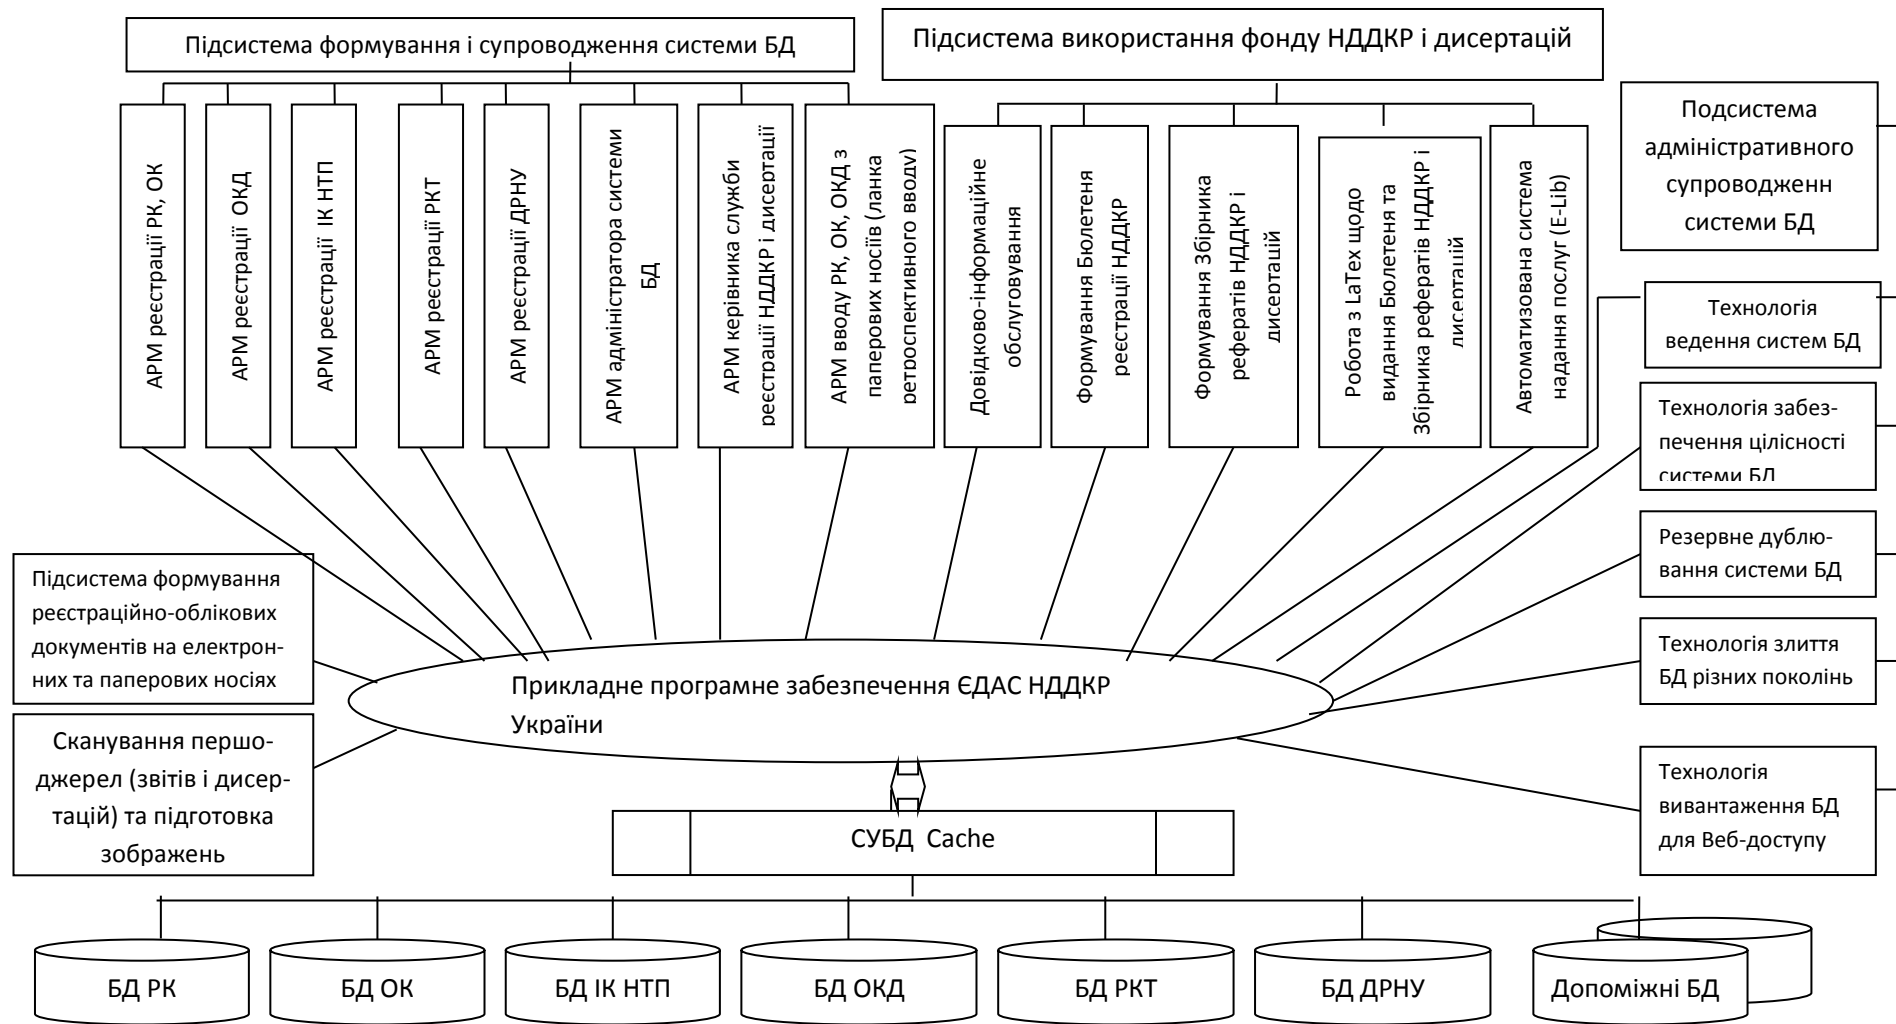 Підсистема формування і супроводження системи БД
Підсистема використання фонду НДДКР і дисертацій
Подсистема
адміністративного
супроводженн
системи БД
АРМ реєстрації РК, ОК
АРМ реєстрації  ОКД
АРМ реєстрації  ІК НТП
АРМ реєстрації РКТ
АРМ реєстрації ДРНУ
АРМ адміністратора системи
БД
АРМ керівника служби
реєстрації НДДКР і дисертації
АРМ вводу РК, ОК, ОКД з
паперових носіїв (ланка
ретроспективного вводу)
Довідково-інформаційне
обслуговування
Формування Бюлетеня
реєстрації НДДКР
Формування Збірника
рефератів НДДКР і
дисертацій
Робота з LaTex щодо
видання Бюлетеня та
Збірника рефератів НДДКР і
дисертацій
Автоматизована система
надання послуг (E-Lib)
Технологія
ведення систем БД
Технологія забез-
печення цілісності
системи БД
Резервне дублю-
вання системи БД
Технологія злиття
БД різних поколінь
Технологія
вивантаження БД
для Веб-доступу
Підсистема формування
реєстраційно-облікових
документів на електрон-
них та паперових носіях
Сканування першо-
джерел (звітів і дисер-
тацій) та підготовка
зображень
Прикладне програмне забезпечення ЄДАС НДДКР
України
СУБД  Cache
БД РК
БД ОК
БД ІК НТП
БД ОКД
БД РКТ
БД ДРНУ
Допоміжні БД